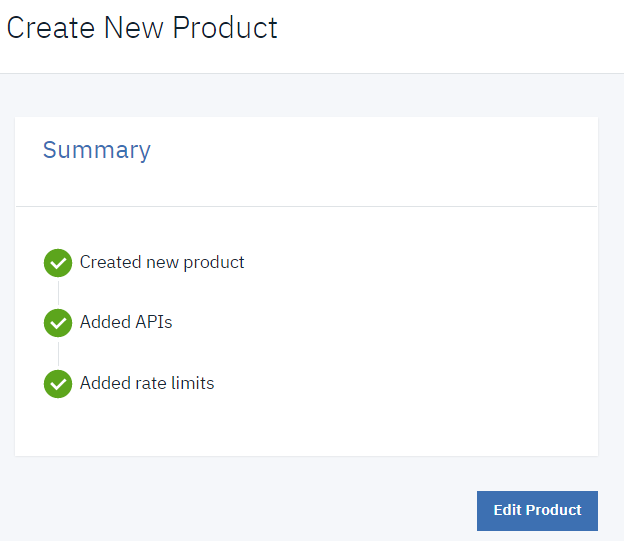 Create New Product
Summary
Created new product
Added APIs
Added rate limits
Edit Product